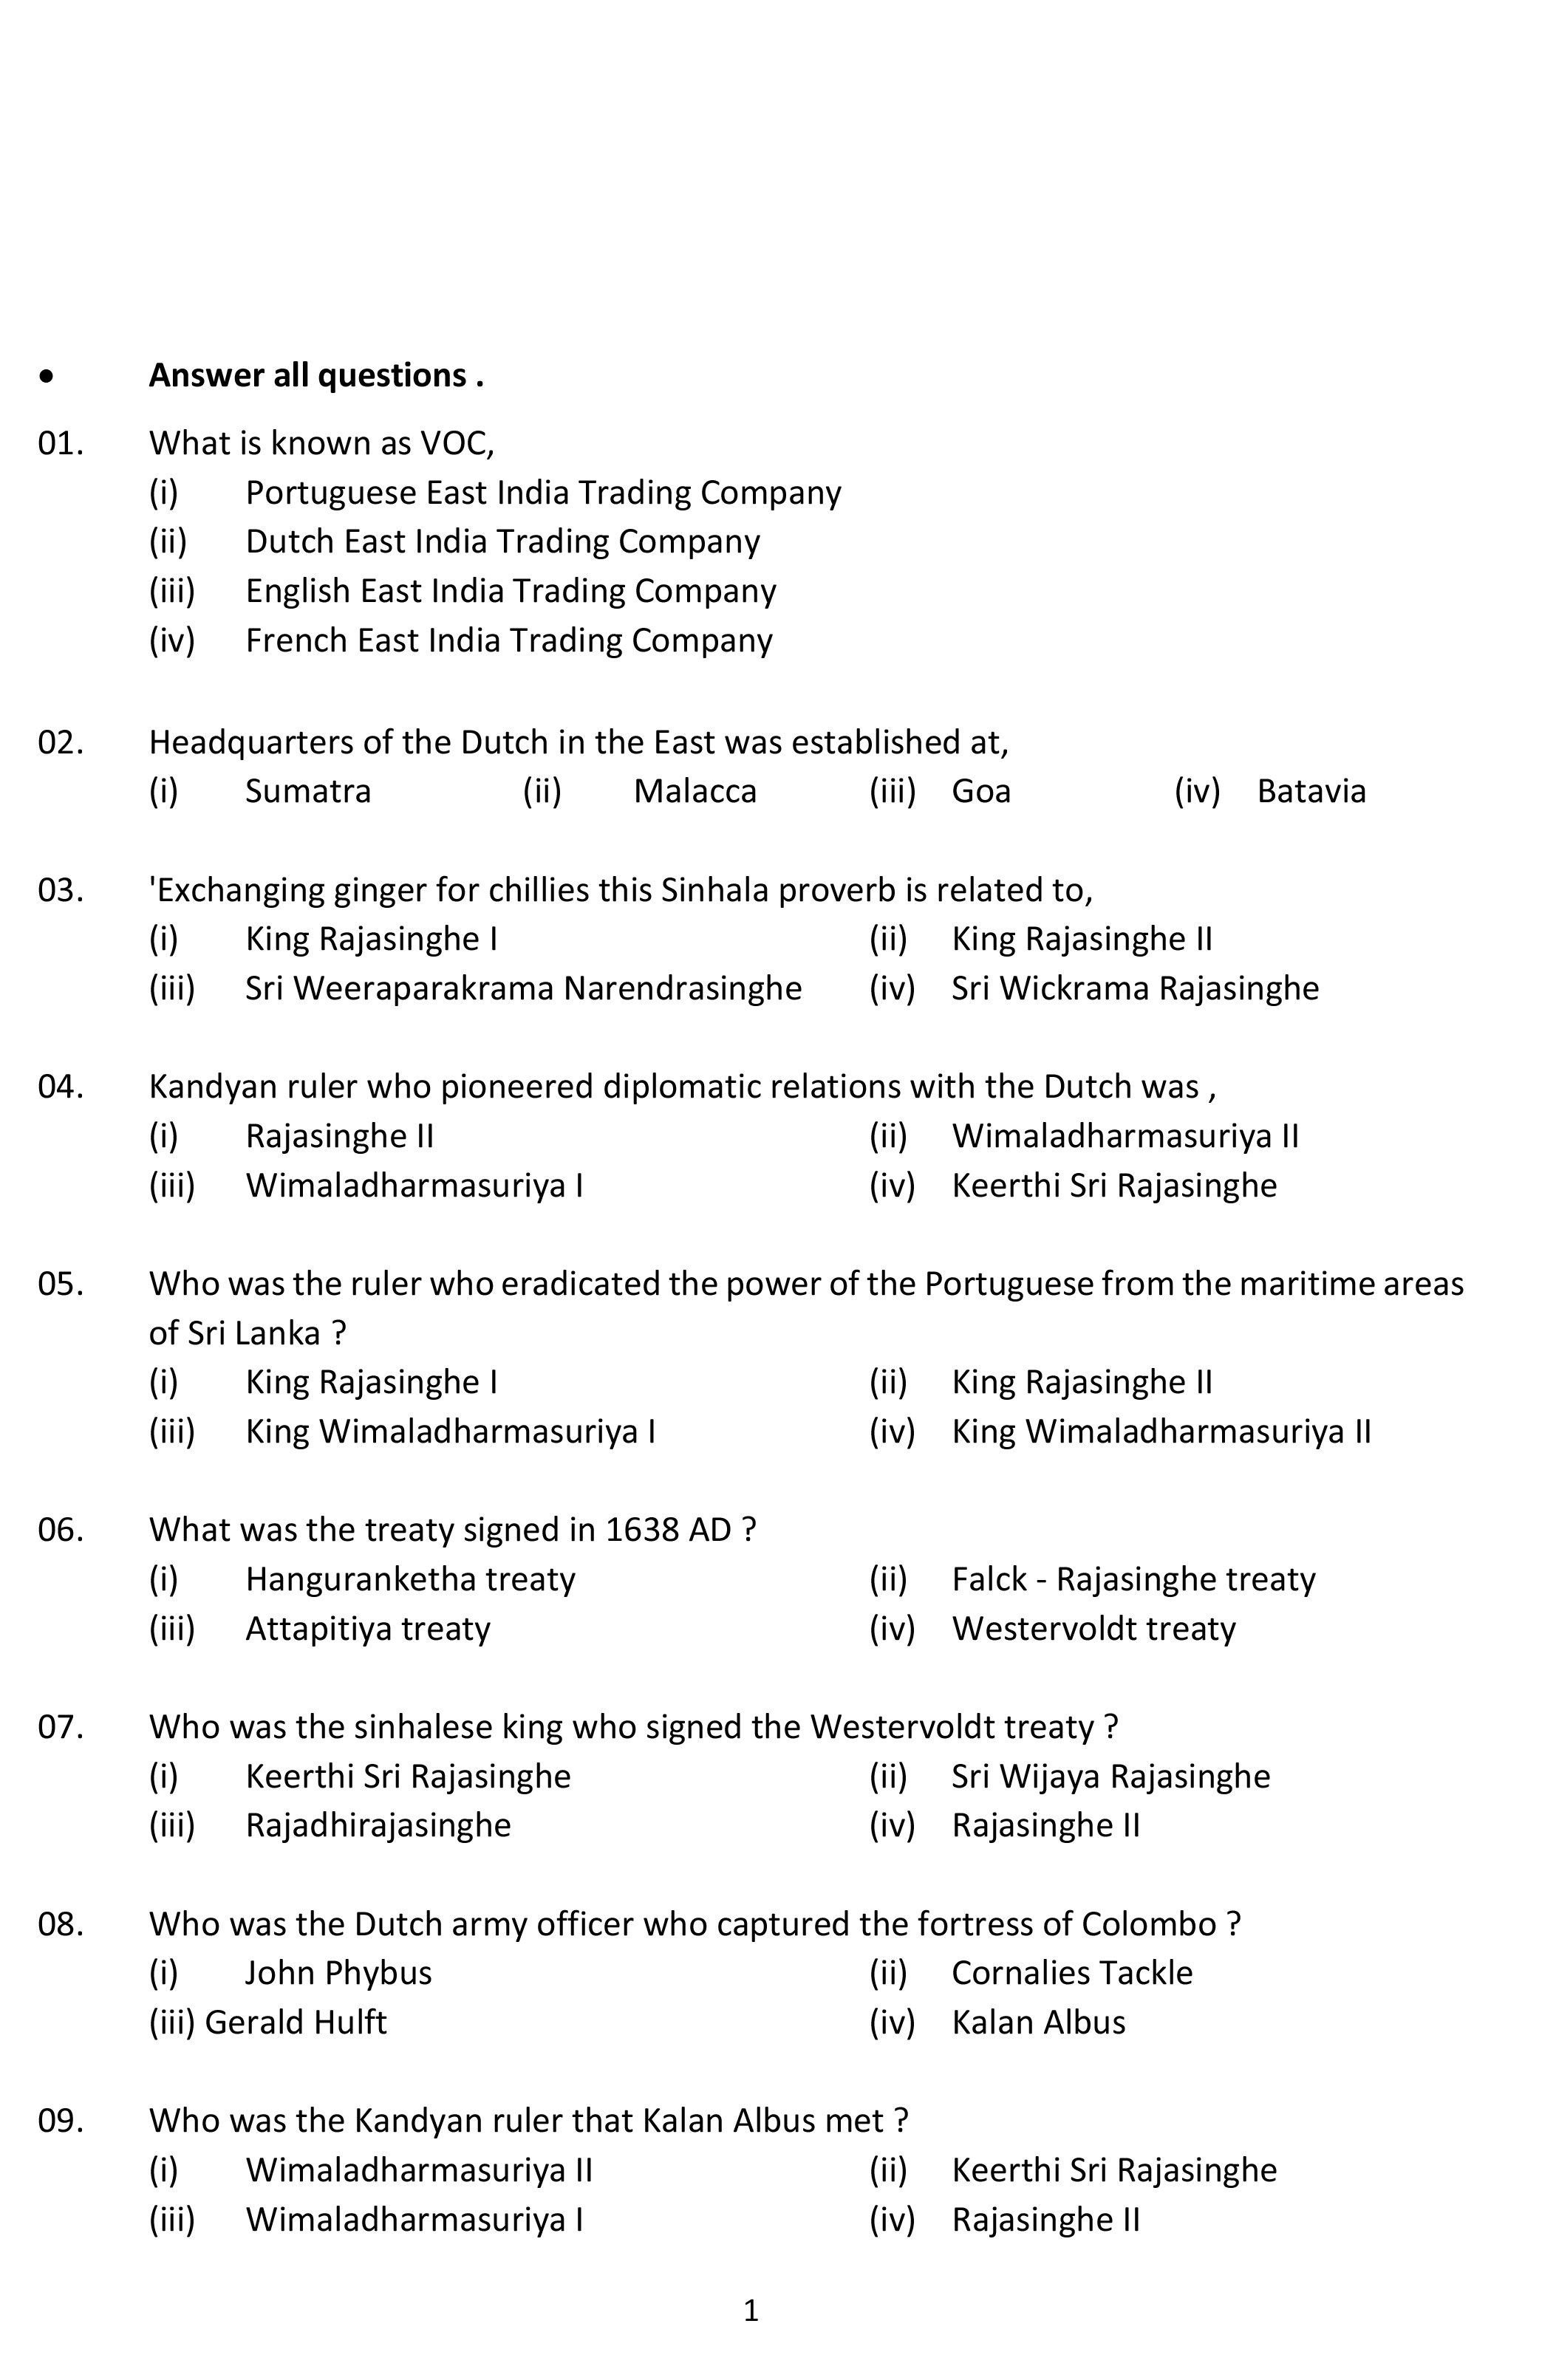 • Answer all questions .
01. What is known as VOC,
(i) Portuguese East India Trading Company
(ii) Dutch East India Trading Company
(iii) English East India Trading Company
(iv) French East India Trading Company
02. Headquarters of the Dutch in the East was established at,
(i) Sumatra (ii) Malacca (iii) Goa (iv) Batavia
03. 'Exchanging ginger for chillies this Sinhala proverb is related to,
(i) King Rajasinghe I (ii) King Rajasinghe II
(iii) Sri Weeraparakrama Narendrasinghe (iv) Sri Wickrama Rajasinghe
04. Kandyan ruler who pioneered diplomatic relations with the Dutch was ,
(i) Rajasinghe II (ii) Wimaladharmasuriya II
(iii) Wimaladharmasuriya I (iv) Keerthi Sri Rajasinghe
05. Who was the ruler who eradicated the power of the Portuguese from the maritime areas
of Sri Lanka ?
(i) King Rajasinghe I (ii) King Rajasinghe II
(iii) King Wimaladharmasuriya I (iv) King Wimaladharmasuriya II
06. What was the treaty signed in 1638 AD ?
(i) Hanguranketha treaty (ii) Falck - Rajasinghe treaty
(iii) Attapitiya treaty (iv) Westervoldt treaty
07. Who was the sinhalese king who signed the Westervoldt treaty ?
(i) Keerthi Sri Rajasinghe (ii) Sri Wijaya Rajasinghe
(iii) Rajadhirajasinghe (iv) Rajasinghe II
08. Who was the Dutch army officer who captured the fortress of Colombo ?
(i) John Phybus (ii) Cornalies Tackle
(iii) Gerald Hulft (iv) Kalan Albus
09. Who was the Kandyan ruler that Kalan Albus met ?
(i) Wimaladharmasuriya II (ii) Keerthi Sri Rajasinghe
(iii) Wimaladharmasuriya I (iv) Rajasinghe II
1